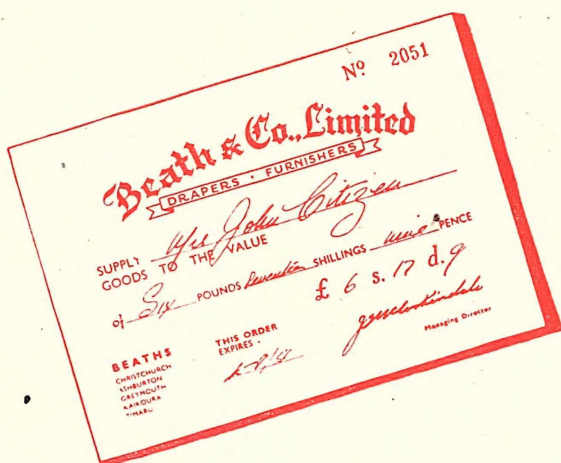 Nº 2051
Beath & Co., Limited
DRAPERS · FURNISHERS
SUPPLY Mrs John Citizen
GOODS TO THE VALUE
of Six POUNDS Seventeen SHILLINGS nine PENCE
£ 6 s. 17 d. 9
BEATHS
CHRISTCHURCH
ASHBURTON
GREYMOUTH
KAIKOURA
TIMARU
THIS ORDER
EXPIRES -
Managing Director